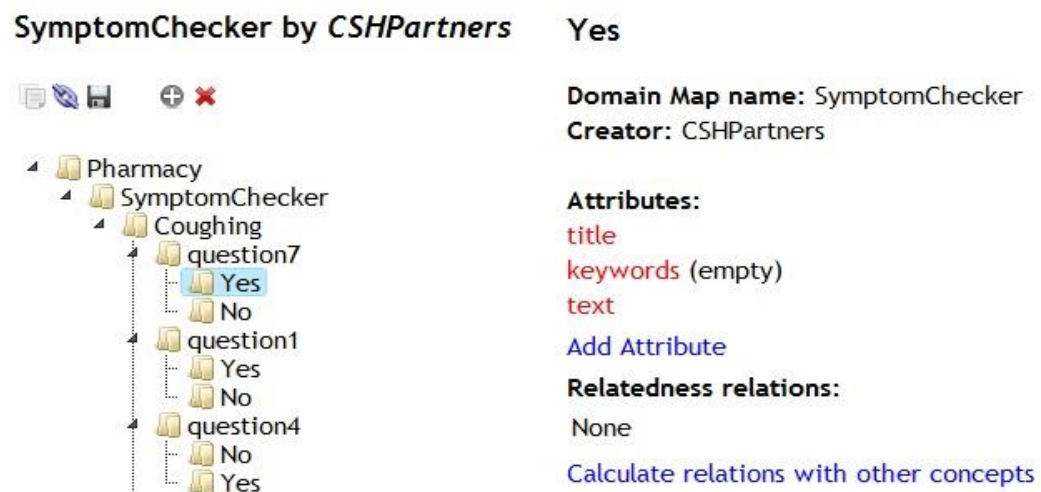 SymptomChecker by CSHPartners
Pharmacy
SymptomChecker
Coughing
question7
Yes
No
question1
Yes
No
question4
No
Yes
Yes
Domain Map name: SymptomChecker
Creator: CSHPartners
Attributes:
title
keywords (empty)
text
Add Attribute
Relatedness relations:
None
Calculate relations with other concepts